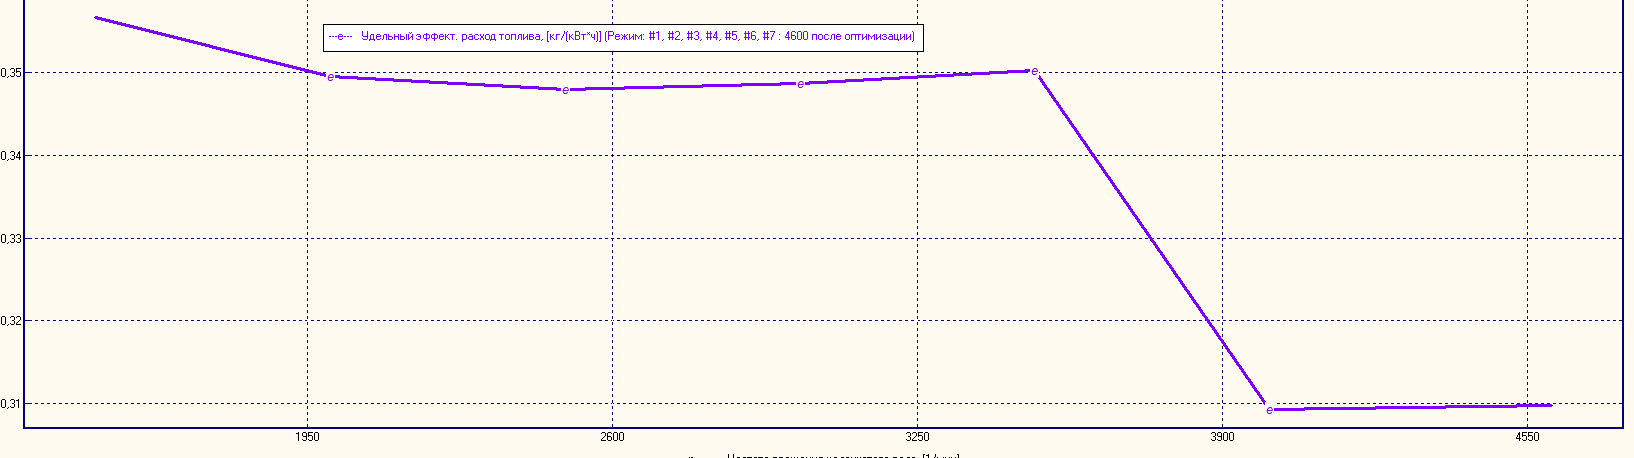 ---e--- Удельный эффект. расход топлива, [кг/(кВт*ч)] (Режим: #1, #2, #3, #4, #5, #6, #7 : 4600 после оптимизации)
0,35
e e e e
0,34
0,33
0,32
0,31
e
1950 2600 3250 3900 4550